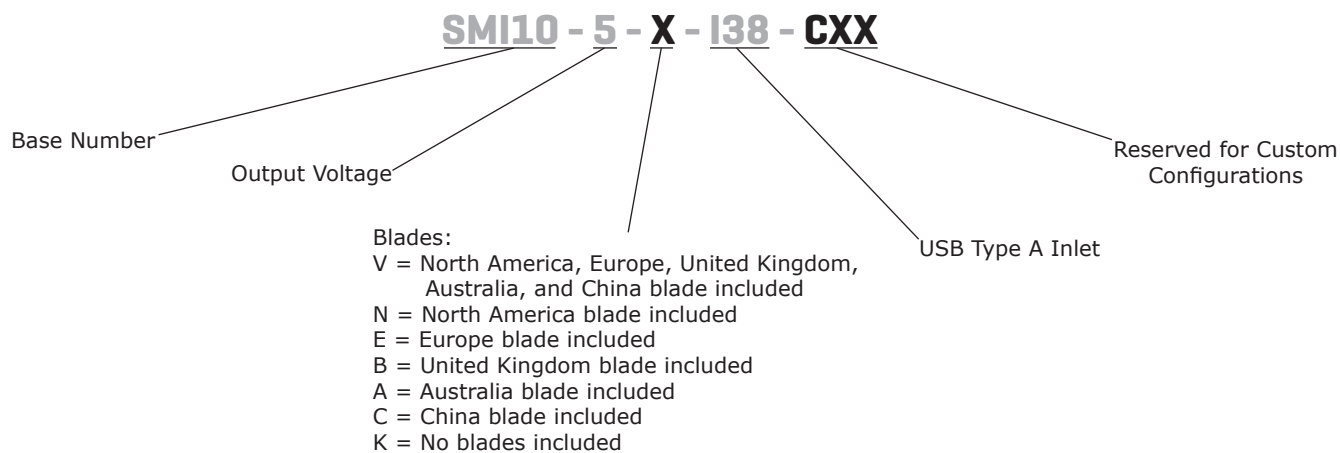 SMI10 - 5 - X - I38 - CXX
Base Number
Output Voltage
Reserved for Custom
Configurations
USB Type A Inlet
Blades:
V = North America, Europe, United Kingdom,
Australia, and China blade included
N = North America blade included
E = Europe blade included
B = United Kingdom blade included
A = Australia blade included
C = China blade included
K = No blades included